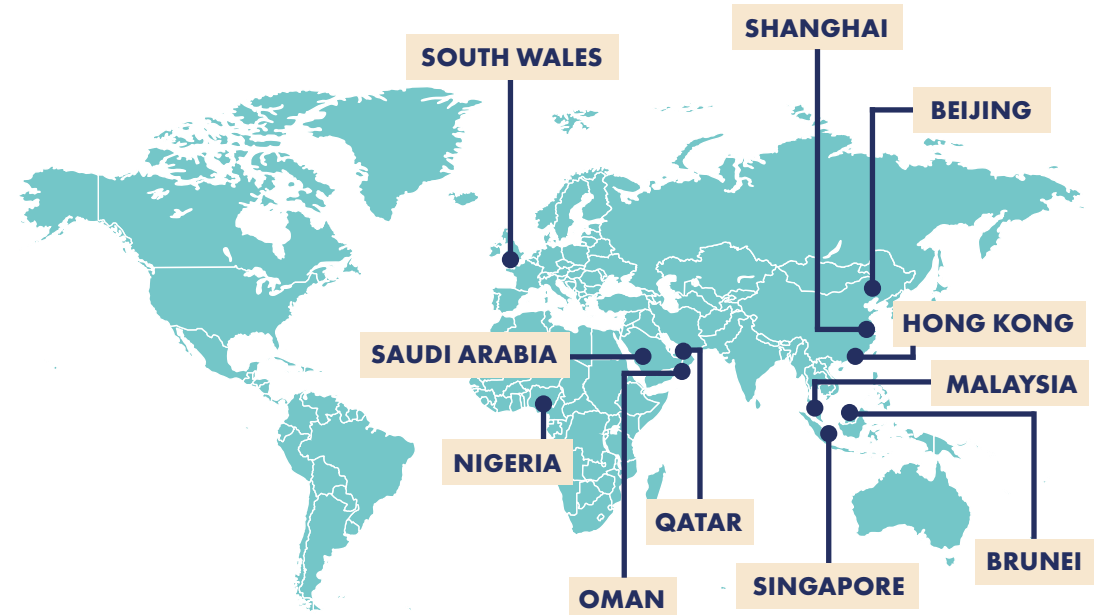 SHANGHAI
SOUTH WALES
BEIJING
HONG KONG
SAUDI ARABIA
MALAYSIA
NIGERIA
QATAR
BRUNEI
SINGAPORE
OMAN